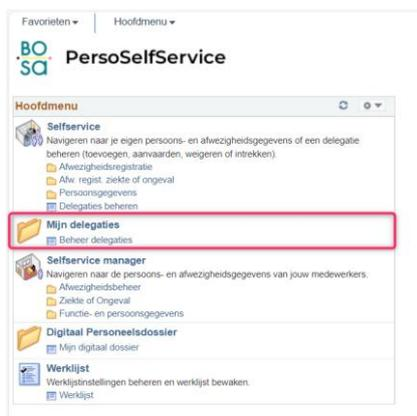 Favorieten Hoofdmenu
BOSA PersoSelfService
Hoofdmenu
Selfservice
Navigeren naar je eigen persoons- en afwezigheidsgegevens of een delegatie
beheren (toevoegen, aanvaarden, weigeren of intrekken).
Afwezigheidsregistratie
Afw. regist. ziekte of ongeval
Persoonsgegevens
Delegaties beheren
Mijn delegaties
Beheer delegaties
Selfservice manager
Navigeren naar de persoons- en afwezigheidsgegevens van jouw medewerkers.
Afwezigheidsbeheer
Ziekte of Ongeval
Functie- en persoonsgegevens
Digitaal Personeelsdossier
Mijn digitaal dossier
Werklijst
Werklijstinstellingen beheren en werklijst bewaken.
Werklijst